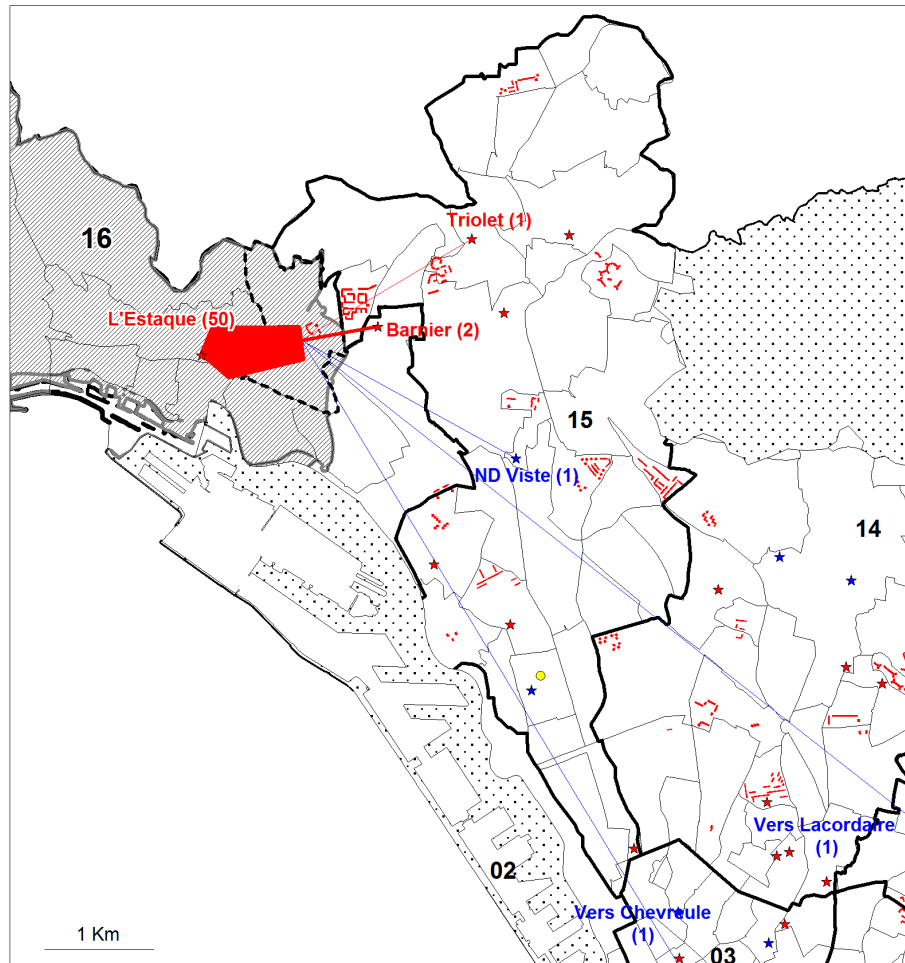 Triolet (1)
16
L'Estaque (50)
Barnier (2)
15
ND Viste (1)
14
Vers Lacordaire
(1)
02
Vers Chevreule
(1)
03
1 Km